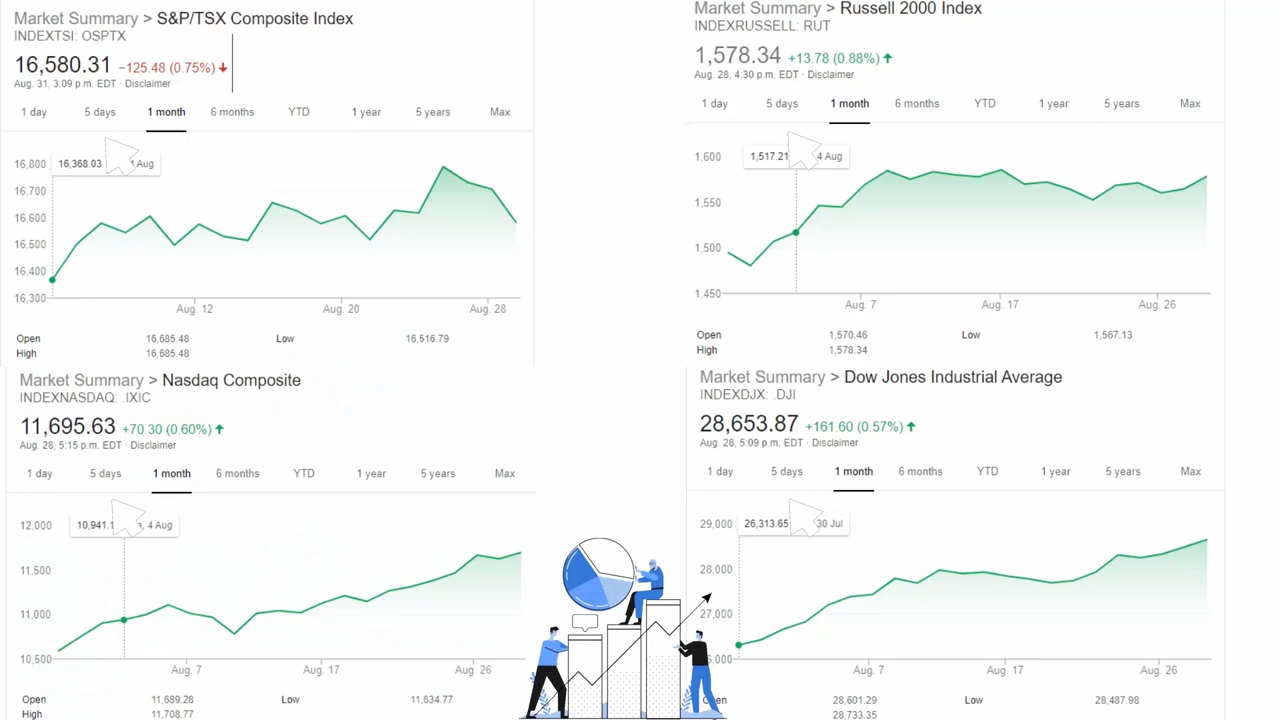 Market Summary > S&P/TSX Composite Index
INDEXTSI: OSPTX
16,580.31 −125.48 (0.75%)
Aug. 31, 3:09 p.m. EDT · Disclaimer
1 day 5 days 1 month 6 months YTD 1 year 5 years Max
16,368.03 Aug
16,800
16,700
16,600
16,500
16,400
16,300
Aug. 12 Aug. 20 Aug. 28
Open 16,685.48 Low 16,516.79
High 16,685.48
Market Summary > Russell 2000 Index
INDEXRUSSELL: RUT
1,578.34 +13.78 (0.88%)
Aug. 28, 4:30 p.m. EDT · Disclaimer
1 day 5 days 1 month 6 months YTD 1 year 5 years Max
1,517.21 4 Aug
1,600
1,550
1,500
1,450
Aug. 7 Aug. 17 Aug. 26
Open 1,570.46 Low 1,567.13
High 1,578.34
Market Summary > Nasdaq Composite
INDEXNASDAQ: .IXIC
11,695.63 +70.30 (0.60%)
Aug. 28, 5:15 p.m. EDT · Disclaimer
1 day 5 days 1 month 6 months YTD 1 year 5 years Max
10,941. 4 Aug
12,000
11,500
11,000
10,500
Aug. 7 Aug. 17 Aug. 26
Open 11,689.28 Low 11,634.77
High 11,708.77
Market Summary > Dow Jones Industrial Average
INDEXDJX: .DJI
28,653.87 +161.60 (0.57%)
Aug. 28, 5:09 p.m. EDT · Disclaimer
1 day 5 days 1 month 6 months YTD 1 year 5 years Max
26,313.65 30 Jul
29,000
28,000
27,000
Aug. 7 Aug. 17 Aug. 26
28,601.29 Low 28,487.98
28,733.35